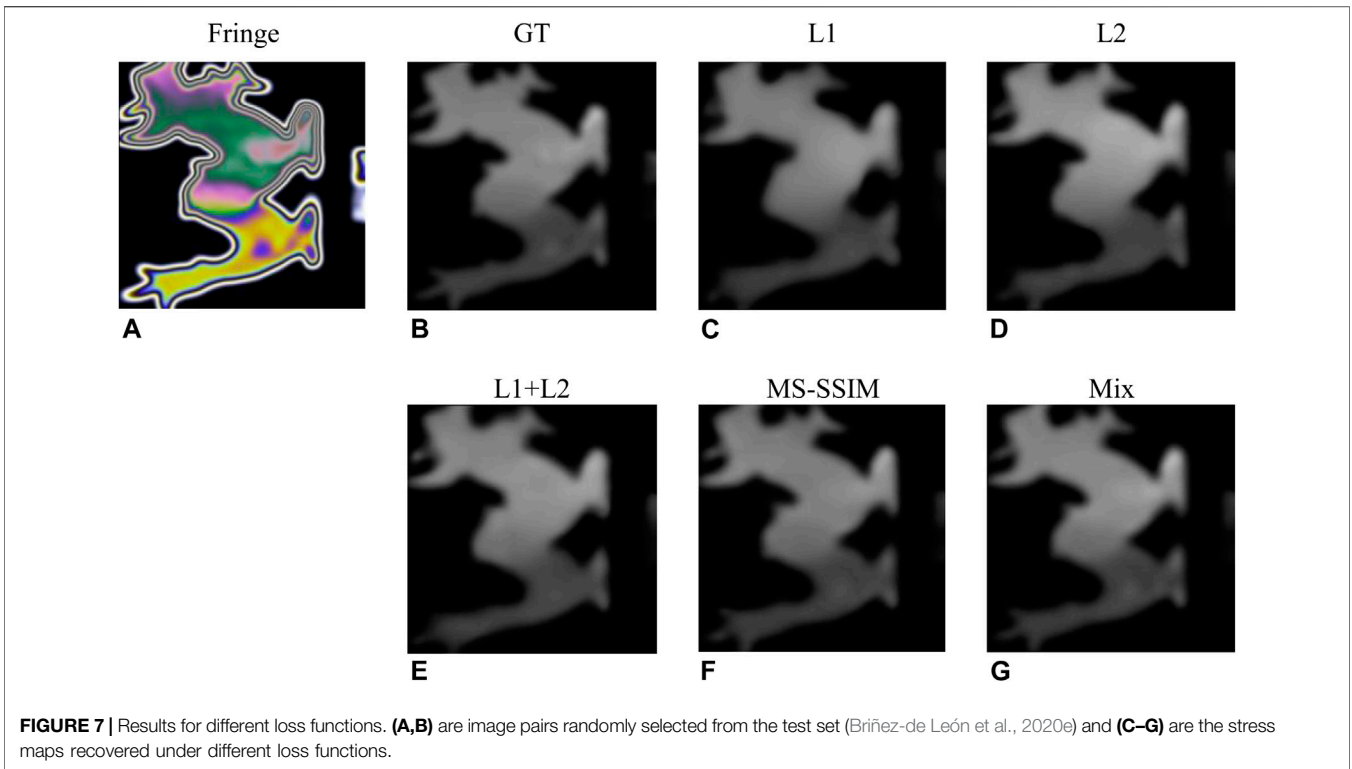 Fringe
GT
L1
L2
A
B
C
D
L1+L2
MS-SSIM
Mix
E
F
G
FIGURE 7 | Results for different loss functions. (A,B) are image pairs randomly selected from the test set (Briñez-de León et al., 2020e) and (C–G) are the stress
maps recovered under different loss functions.